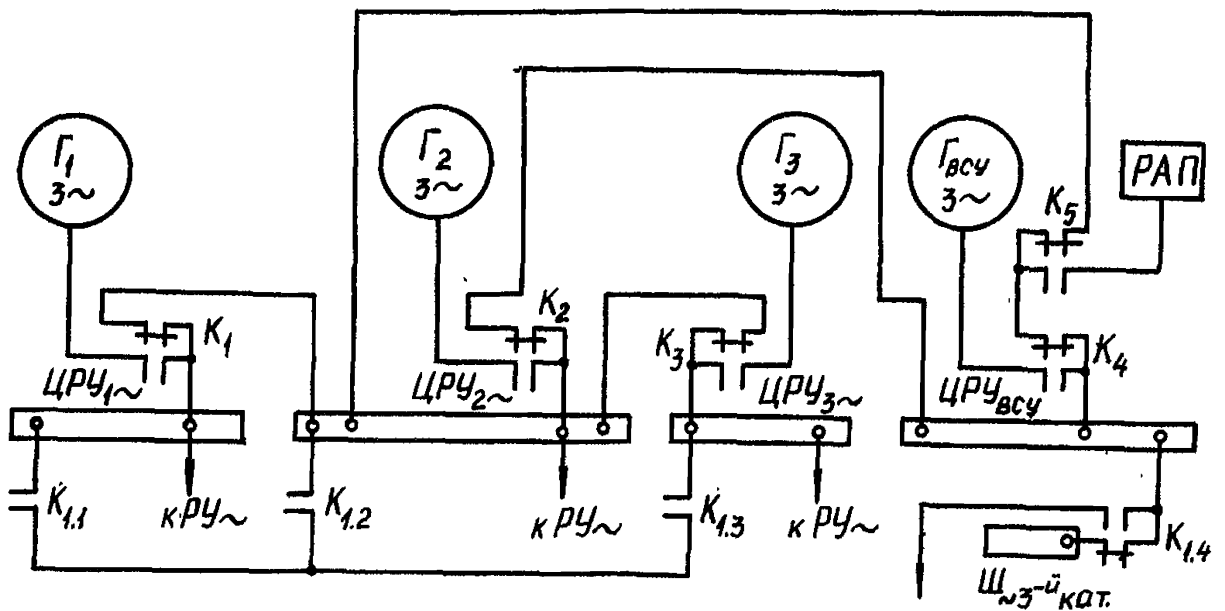 Г1
3~
Г2
3~
Г3
3~
ГВСУ
3~
РАП
К5
К1
К2
К3
К4
ЦРУ1~
ЦРУ2~
ЦРУ3~
ЦРУВСУ
К1.1
к РУ~
К1.2
к РУ~
К1.3
к РУ~
К1.4
Ш~3-й кат.